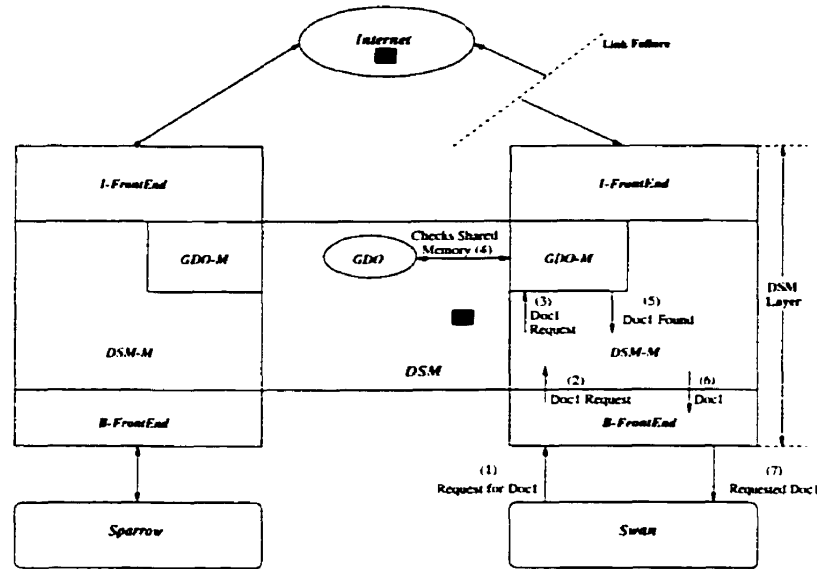 Internet
Link Failure
I-FrontEnd
I-FrontEnd
GDO-M
GDO
Checks Shared
Memory (4)
GDO-M
DSM
Layer
(3)
Doc1
Request
(5)
Doc1 Found
DSM-M
DSM
DSM-M
(2)
Doc1 Request
(6)
Doc1
B-FrontEnd
B-FrontEnd
(1)
Request for Doc1
(7)
Requested Doc1
Sparrow
Swan